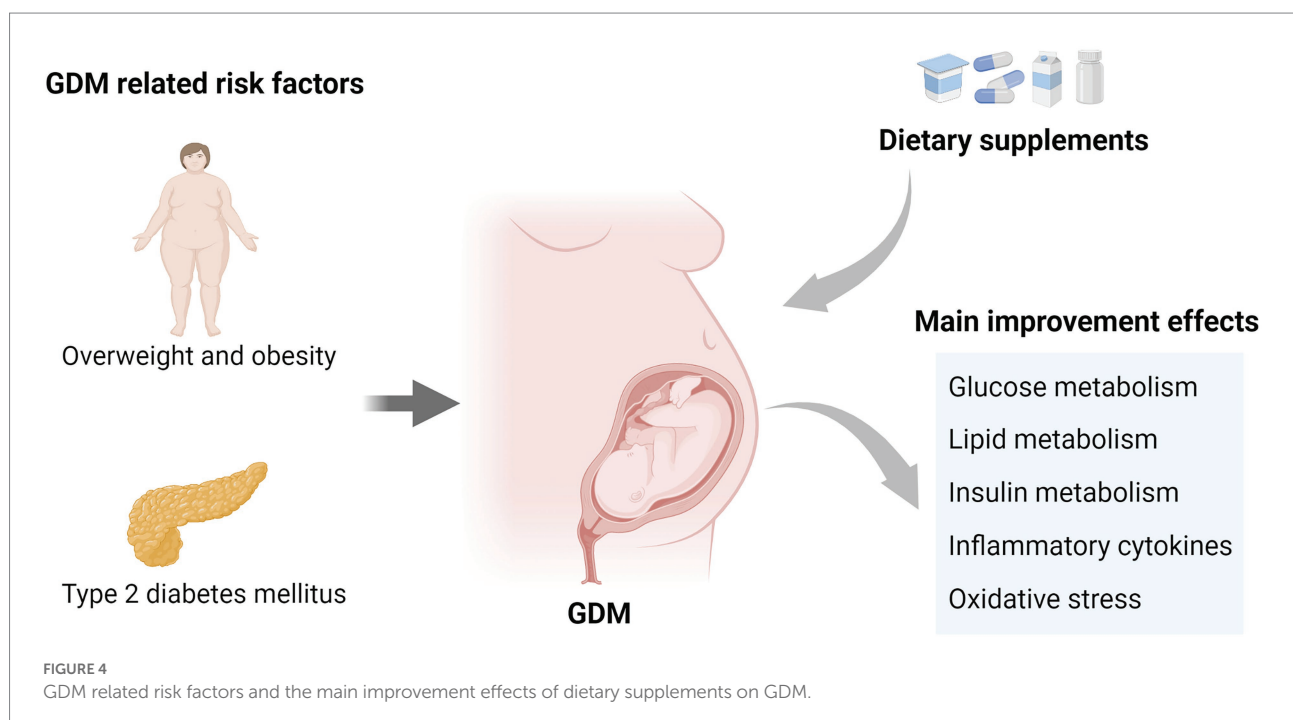 GDM related risk factors
Overweight and obesity
Type 2 diabetes mellitus
GDM
Dietary supplements
Main improvement effects
Glucose metabolism
Lipid metabolism
Insulin metabolism
Inflammatory cytokines
Oxidative stress
FIGURE 4
GDM related risk factors and the main improvement effects of dietary supplements on GDM.